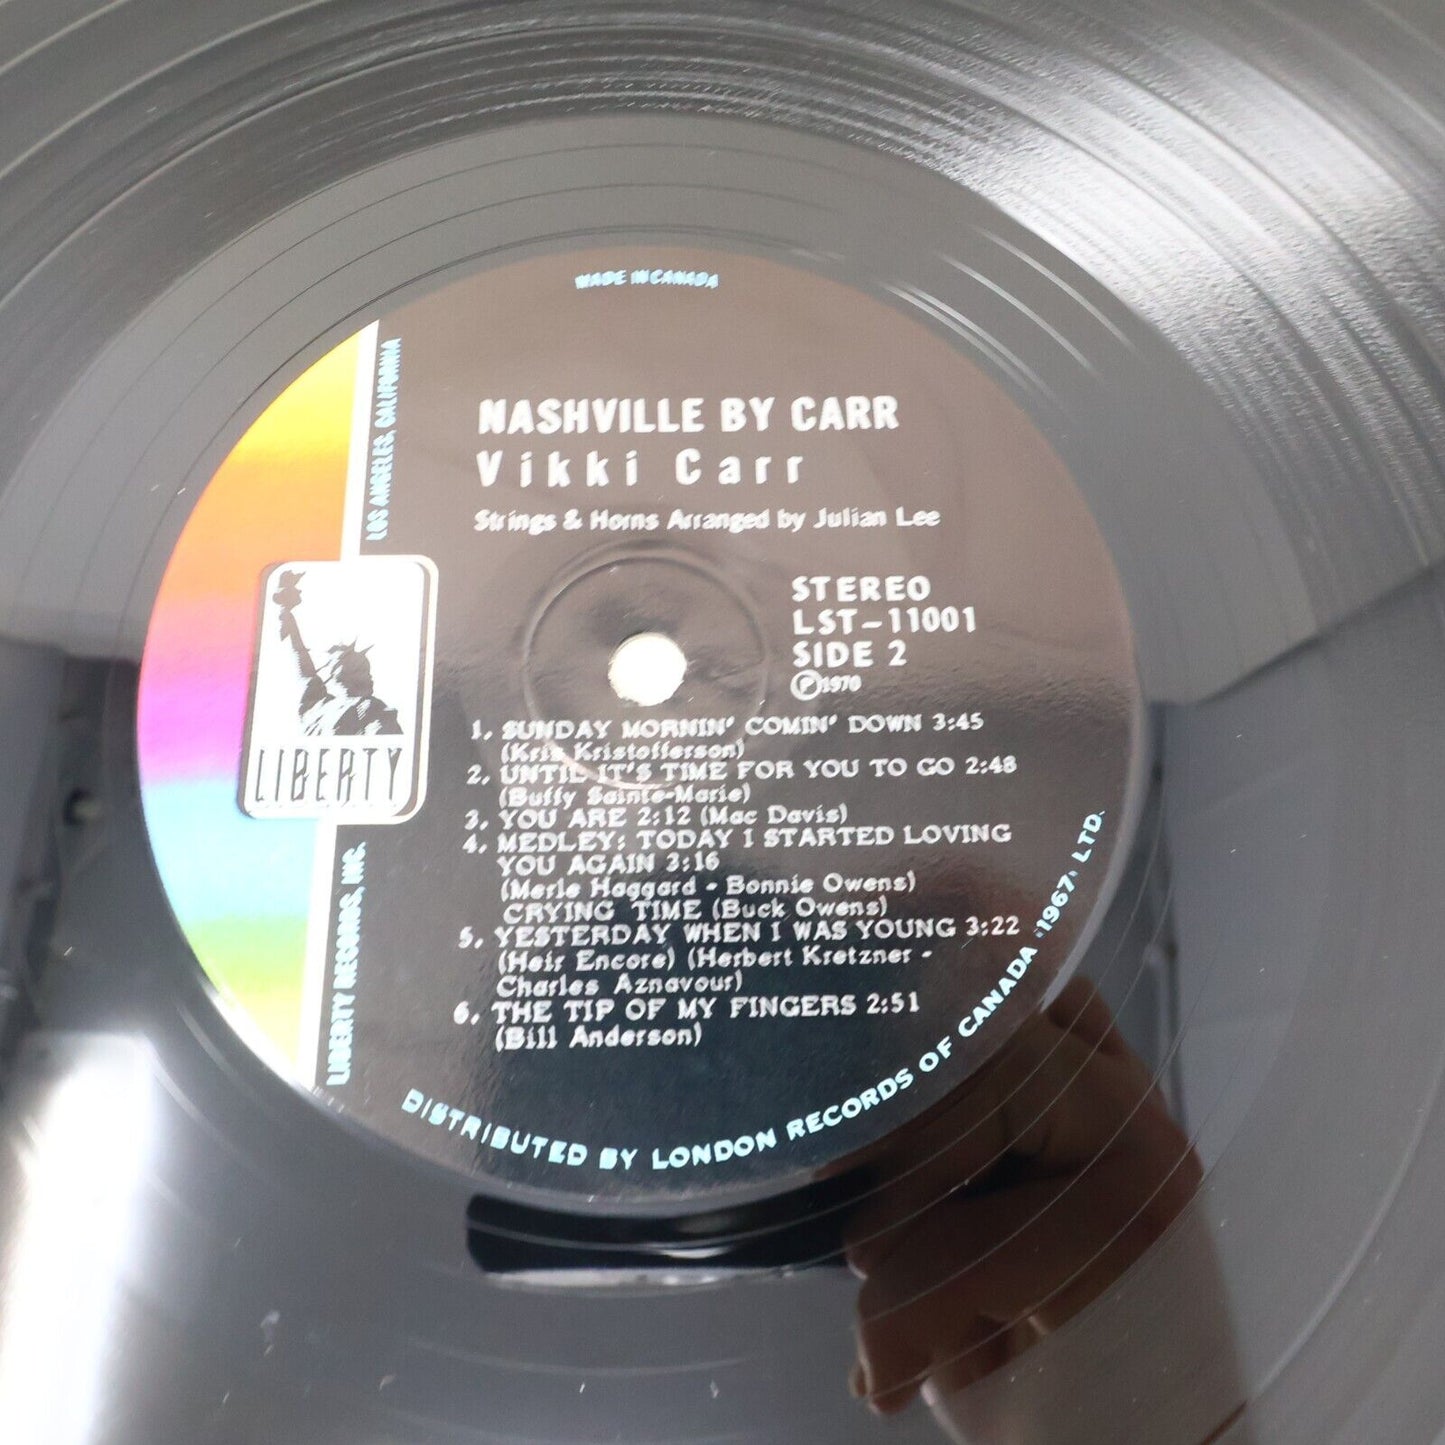 MADE IN CANADA
NASHVILLE BY CARR
Vikki Carr
Strings & Horns Arranged by Julian Lee
STEREO
LST-11001
SIDE 2
Ⓟ1970
1. SUNDAY MORNIN' COMIN' DOWN 3:45
(Kris Kristofferson)
2. UNTIL IT'S TIME FOR YOU TO GO 2:48
(Buffy Sainte-Marie)
3. YOU ARE 2:12 (Mac Davis)
4. MEDLEY: TODAY I STARTED LOVING
YOU AGAIN 3:16
(Merle Haggard - Bonnie Owens)
CRYING TIME (Buck Owens)
5. YESTERDAY WHEN I WAS YOUNG 3:22
(Heir Encore) (Herbert Kretzner -
Charles Aznavour)
6. THE TIP OF MY FINGERS 2:51
(Bill Anderson)
LIBERTY
LIBERTY RECORDS, INC.
LOS ANGELES, CALIFORNIA
DISTRIBUTED BY LONDON RECORDS OF CANADA (1967) LTD.